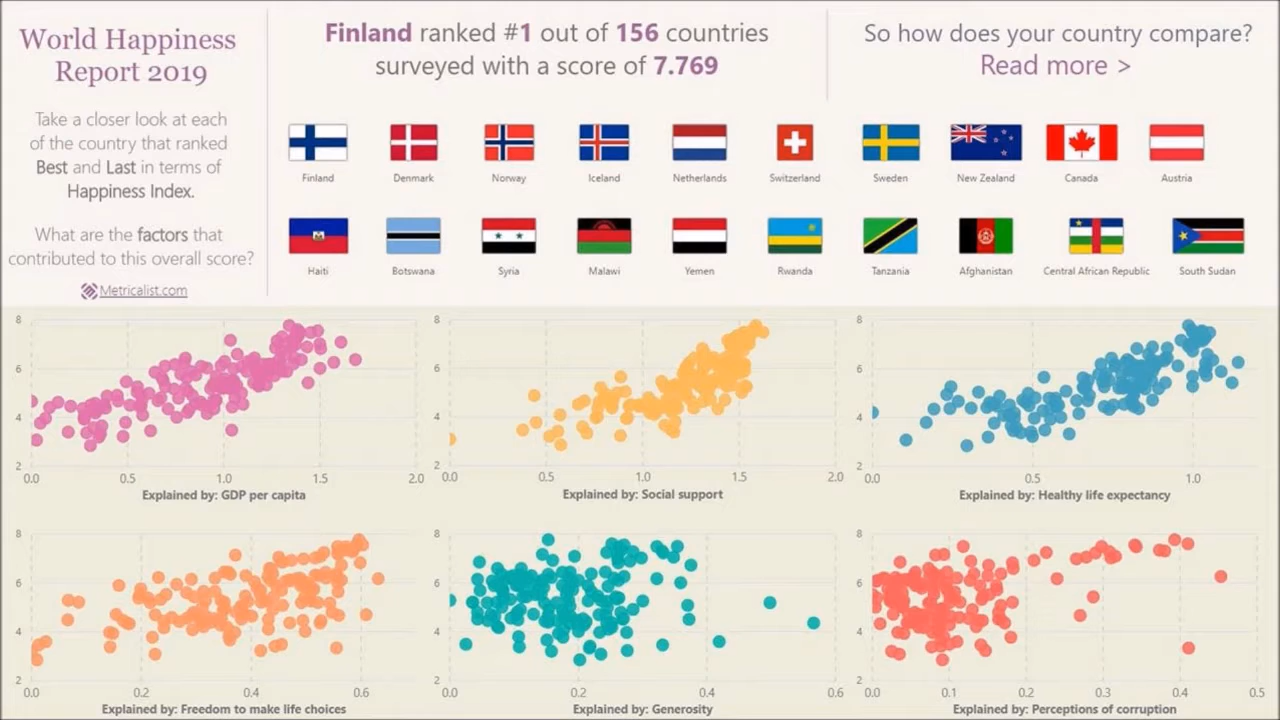 World Happiness
Report 2019
Take a closer look at each
of the country that ranked
Best and Last in terms of
Happiness Index.
What are the factors that
contributed to this overall score?
Metricalist.com
Finland ranked #1 out of 156 countries
surveyed with a score of 7.769
So how does your country compare?
Read more >
Finland Denmark Norway Iceland Netherlands Switzerland Sweden New Zealand Canada Austria
Haiti Botswana Syria Malawi Yemen Rwanda Tanzania Afghanistan Central African Republic South Sudan
8
6
4
2
0.0 0.5 1.0 1.5 2.0
Explained by: GDP per capita
8
6
4
2
0.0 0.5 1.0 1.5 2.0
Explained by: Social support
8
6
4
2
0.0 0.5 1.0
Explained by: Healthy life expectancy
8
6
4
2
0.0 0.2 0.4 0.6
Explained by: Freedom to make life choices
8
6
4
2
0.0 0.2 0.4 0.6
Explained by: Generosity
8
6
4
2
0.0 0.1 0.2 0.3 0.4 0.5
Explained by: Perceptions of corruption